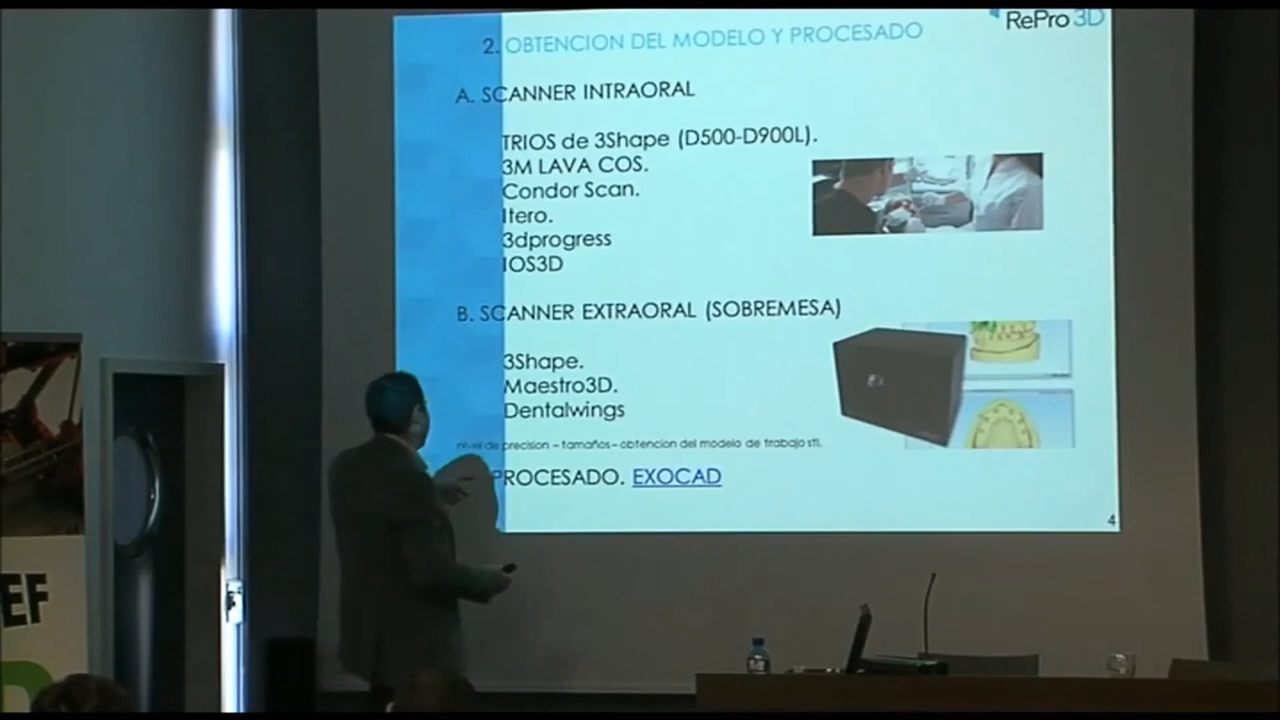 RePro 3D
2. OBTENCION DEL MODELO Y PROCESADO
A. SCANNER INTRAORAL
TRIOS de 3Shape (D500-D900L).
3M LAVA COS.
Condor Scan.
Itero.
3dprogress
IOS3D
B. SCANNER EXTRAORAL (SOBREMESA)
3Shape.
Maestro3D.
Dentalwings
nivel de precision – tamaños – obtencion del modelo de trabajo stl.
PROCESADO. EXOCAD
4
EF